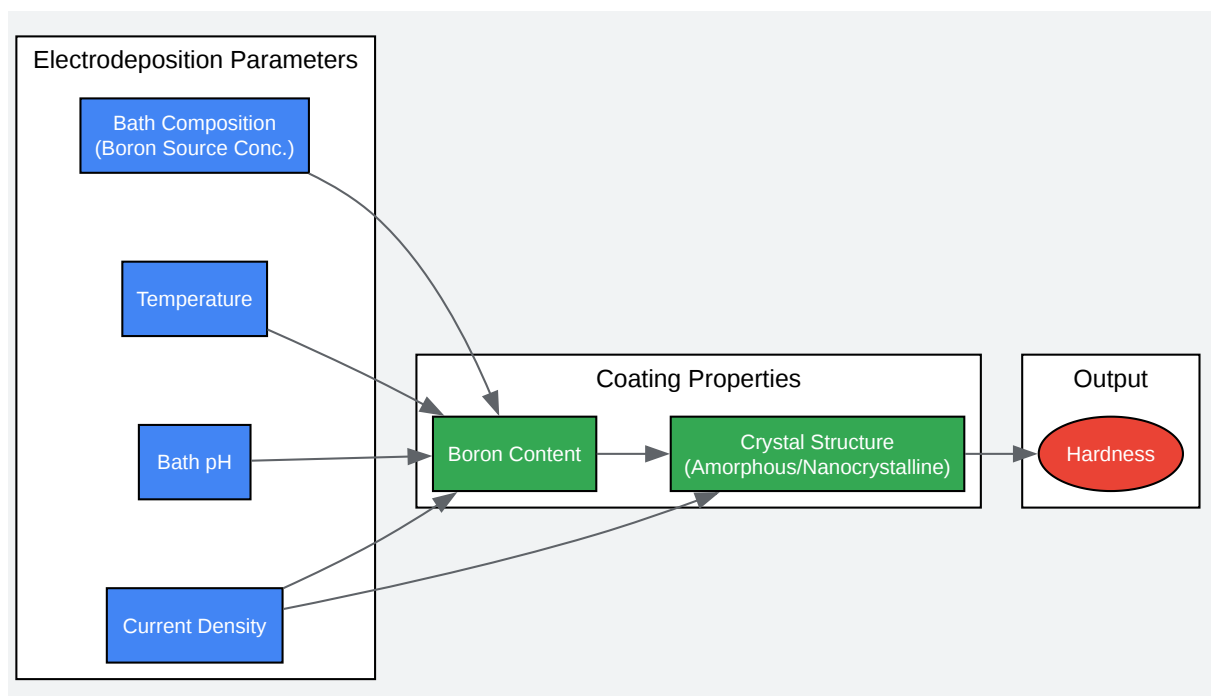 Electrodeposition Parameters
Bath Composition
(Boron Source Conc.)
Temperature
Bath pH
Current Density
Coating Properties
Boron Content
Crystal Structure
(Amorphous/Nanocrystalline)
Output
Hardness